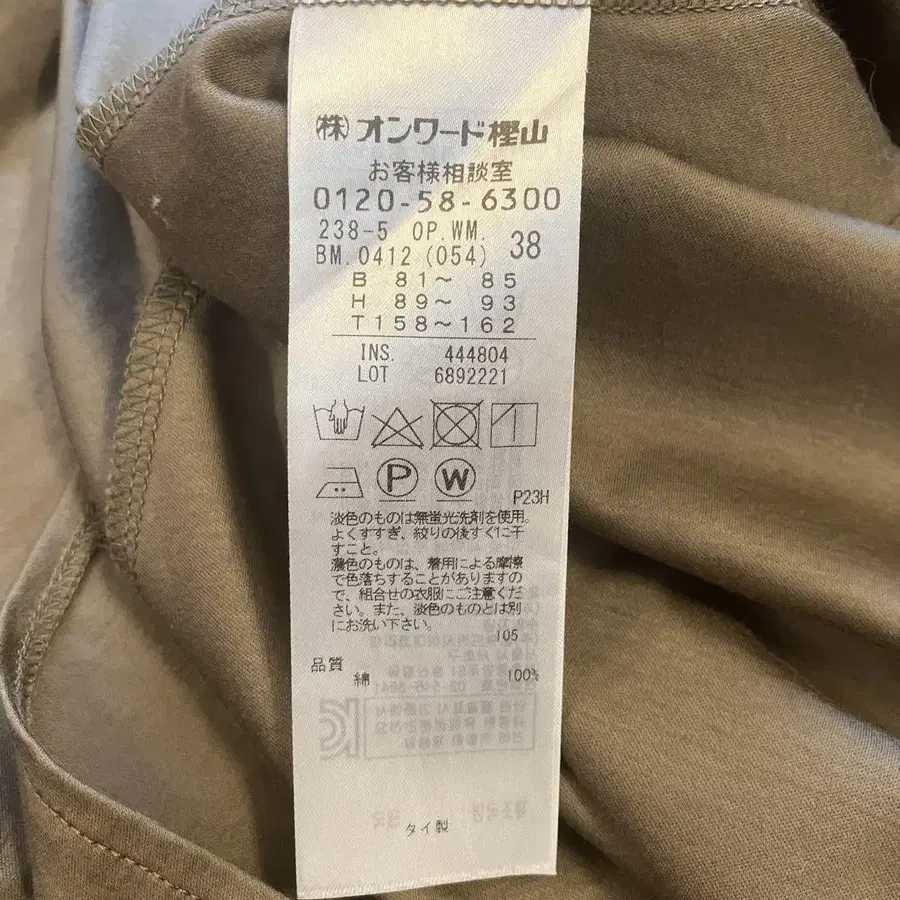 (株)オンワード樫山
お客様相談室
0120-58-6300
238-5 OP.WM. 38
BM.0412(054)
B 81～ 85
H 89～ 93
T158～162
INS. 444804
LOT 6892221
P W
P23H
淡色のものは無蛍光洗剤を使用。
よくすすぎ、絞りの後すぐに干
すこと。
濃色のものは、着用による摩擦
で色落ちすることがありますの
で、組合せの衣服にご注意くだ
さい。また、淡色のものとは別
にお洗い下さい。
105
品質
綿 100%
タイ製